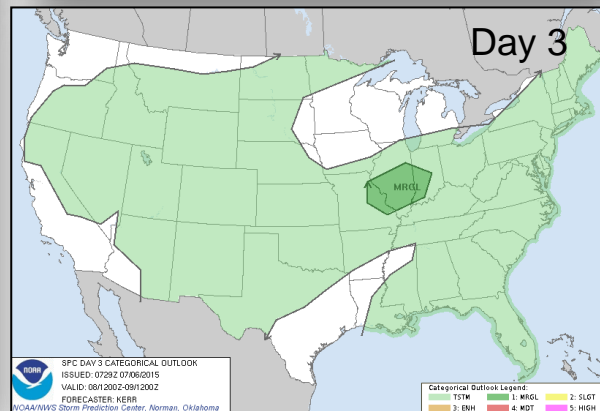 Day 3
MRGL
NOAA
SPC DAY 3 CATEGORICAL OUTLOOK
ISSUED: 0729Z 07/06/2015
VALID: 08/1200Z-09/1200Z
FORECASTER: KERR
NOAA/NWS Storm Prediction Center, Norman, Oklahoma
Categorical Outlook Legend:
TSTM 1: MRGL 2: SLGT
3: ENH 4: MDT 5: HIGH